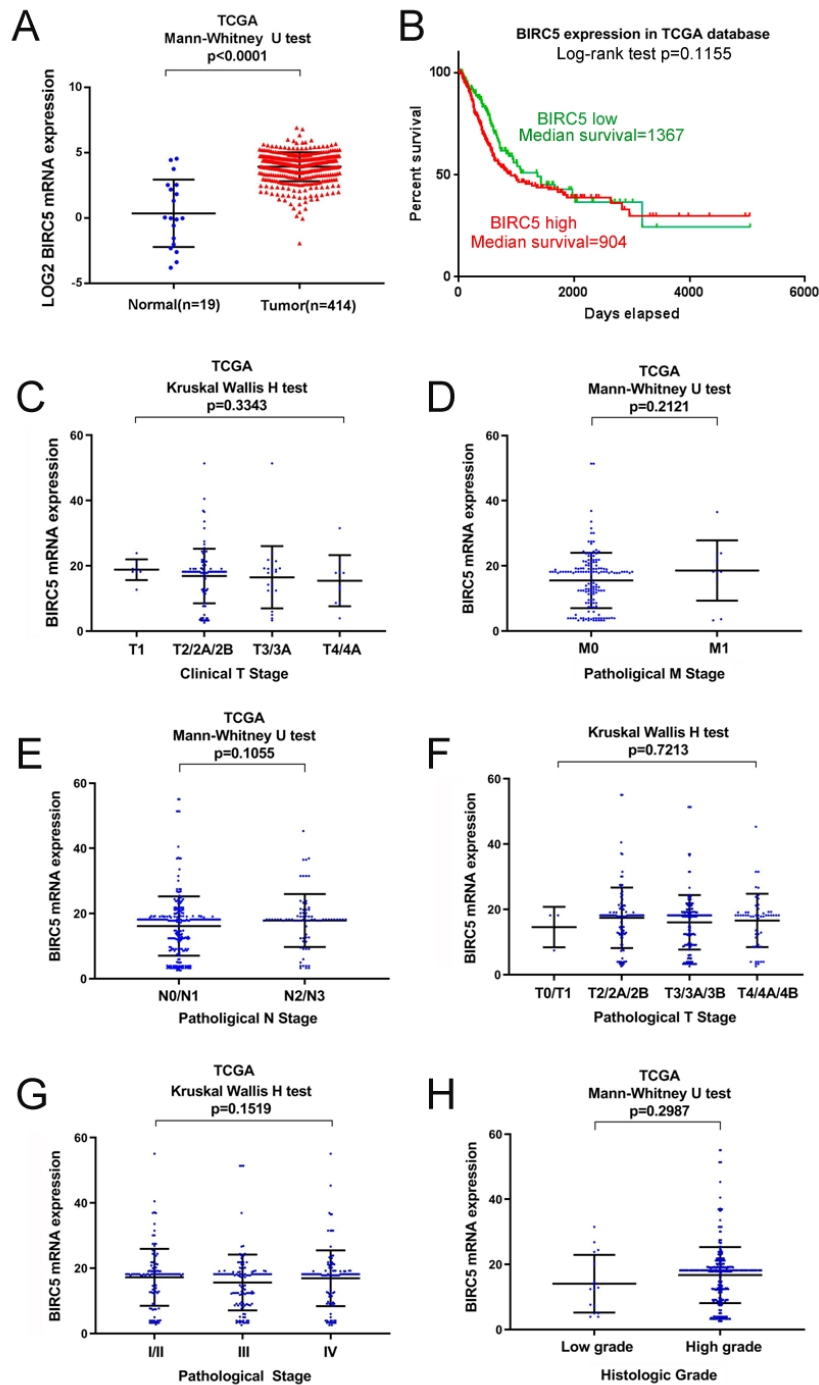 A
TCGA
Mann-Whitney U test
p<0.0001
LOG2 BIRC5 mRNA expression
10
5
0
-5
Normal(n=19)
Tumor(n=414)
B
BIRC5 expression in TCGA database
Log-rank test p=0.1155
BIRC5 low
Median survival=1367
BIRC5 high
Median survival=904
Percent survival
100
50
0
0
2000
4000
6000
Days elapsed
C
TCGA
Kruskal Wallis H test
p=0.3343
BIRC5 mRNA expression
60
40
20
0
T1
T2/2A/2B
T3/3A
T4/4A
Clinical T Stage
D
TCGA
Mann-Whitney U test
p=0.2121
BIRC5 mRNA expression
60
40
20
0
M0
M1
Patholigical M Stage
E
TCGA
Mann-Whitney U test
p=0.1055
BIRC5 mRNA expression
60
40
20
0
N0/N1
N2/N3
Patholigical N Stage
F
Kruskal Wallis H test
p=0.7213
BIRC5 mRNA expression
60
40
20
0
T0/T1
T2/2A/2B
T3/3A/3B
T4/4A/4B
Pathological T Stage
G
TCGA
Kruskal Wallis H test
p=0.1519
BIRC5 mRNA expression
60
40
20
0
I/II
III
IV
Pathological Stage
H
TCGA
Mann-Whitney U test
p=0.2987
BIRC5 mRNA expression
60
40
20
0
Low grade
High grade
Histologic Grade